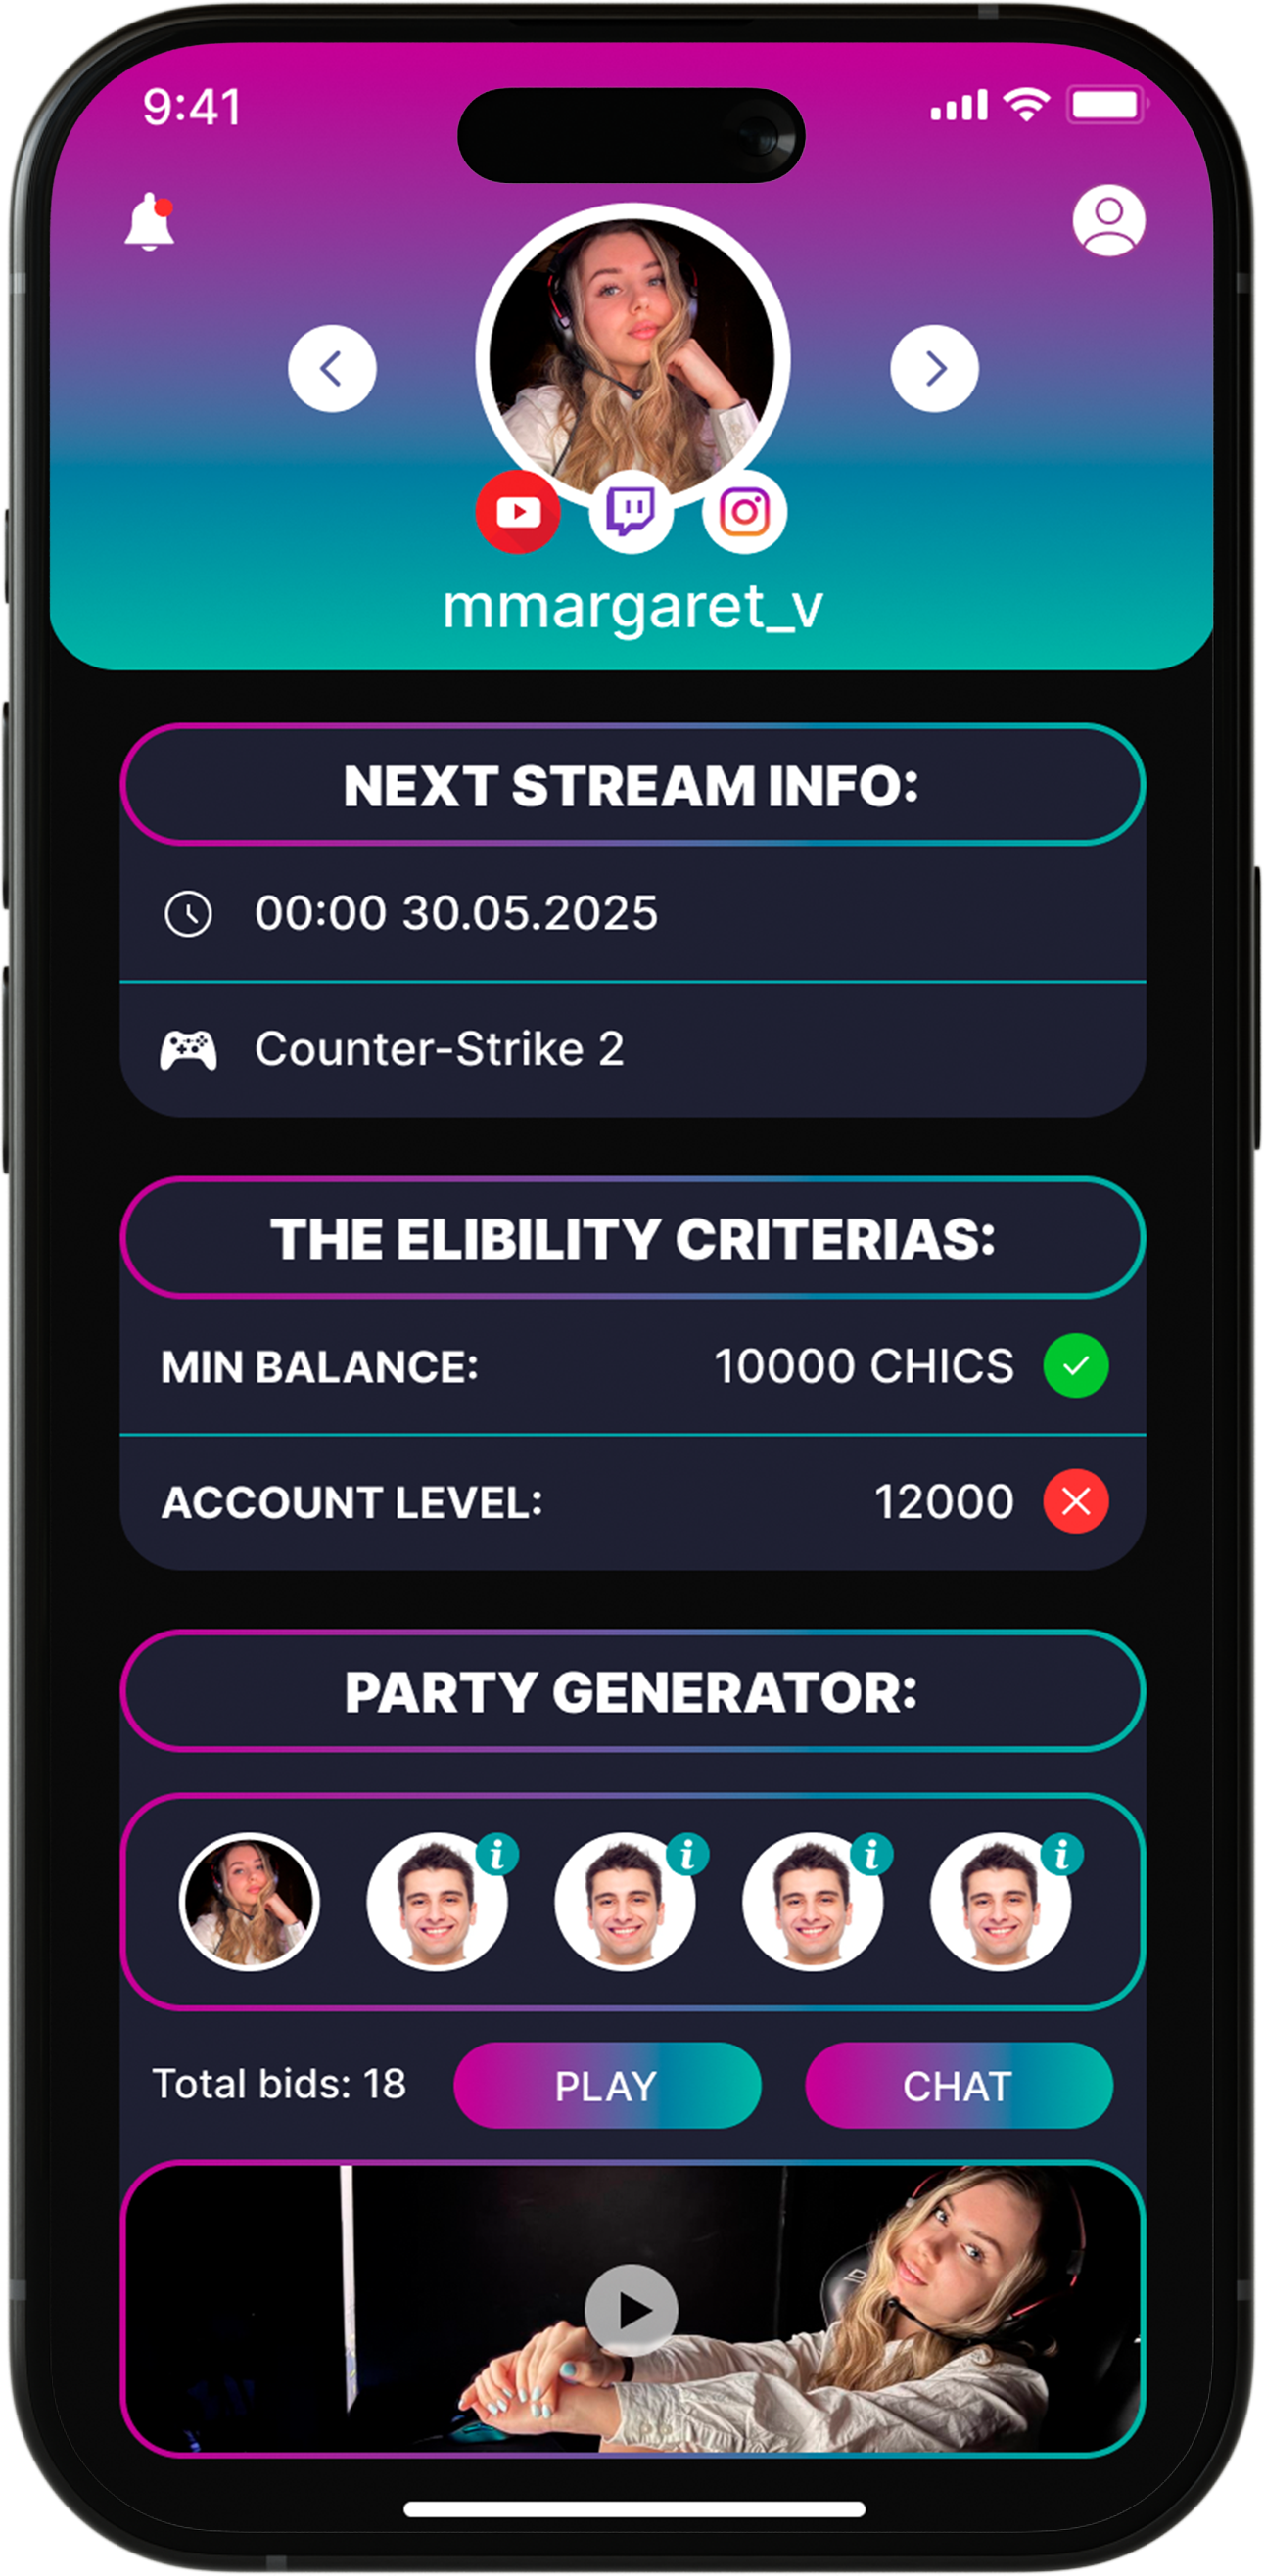 9:41
mmargaret_v
NEXT STREAM INFO:
00:00 30.05.2025
Counter-Strike 2
THE ELIBILITY CRITERIAS:
MIN BALANCE: 10000 CHICS
ACCOUNT LEVEL: 12000
PARTY GENERATOR:
i i i i
Total bids: 18 PLAY CHAT